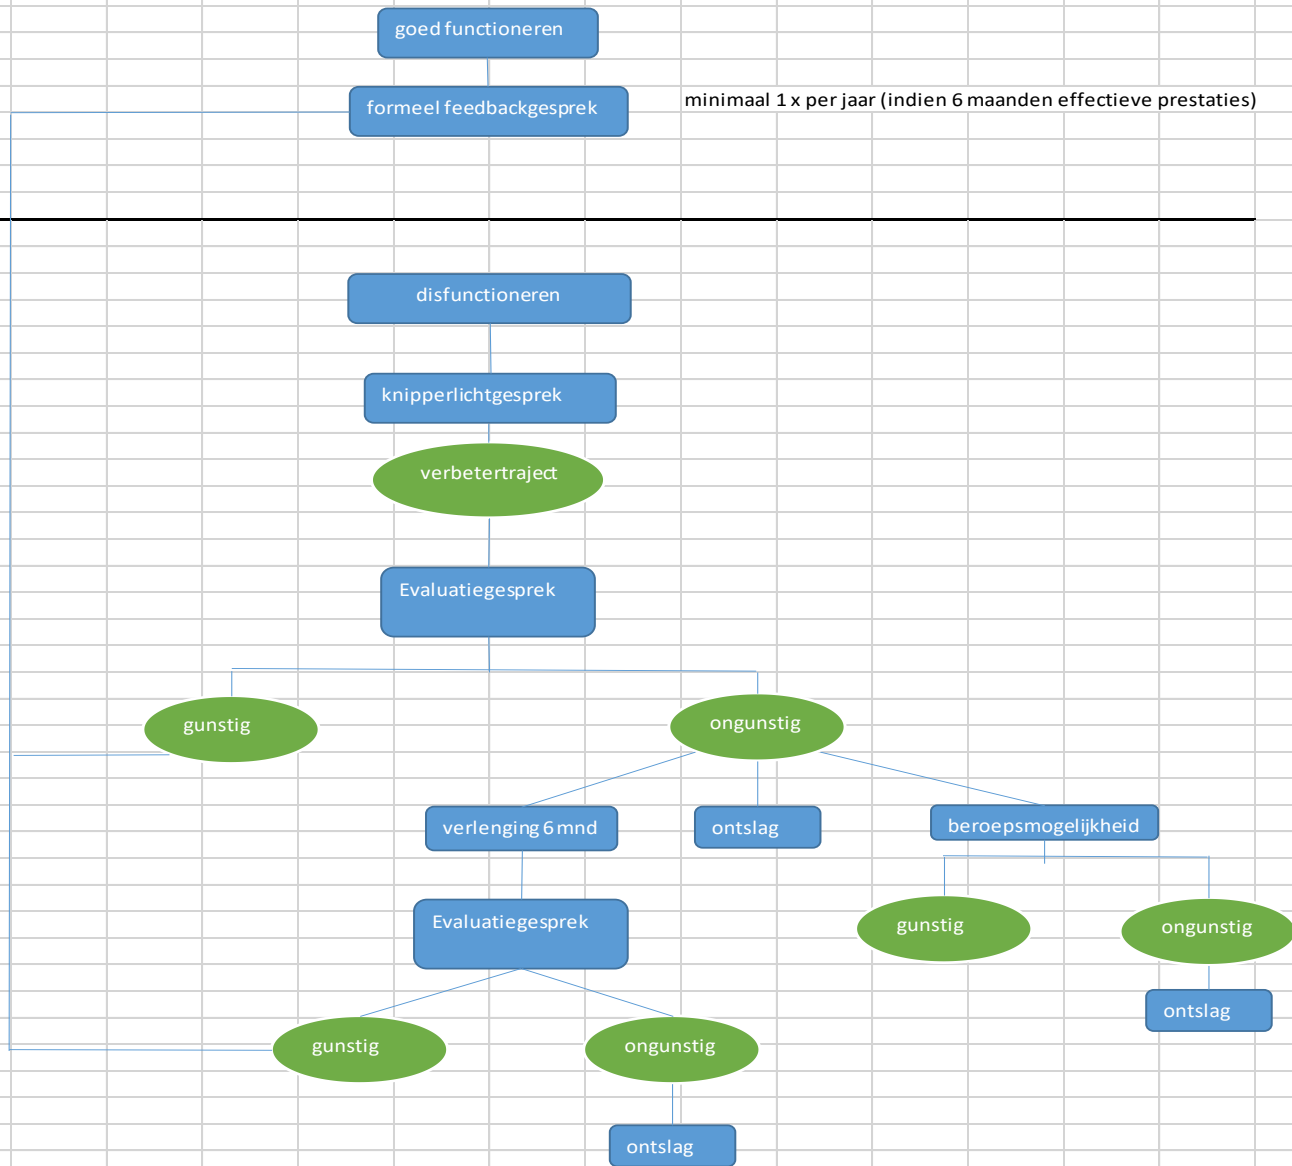 goed functioneren
formeel feedbackgesprek
minimaal 1 x per jaar (indien 6 maanden effectieve prestaties)
disfunctioneren
knipperlichtgesprek
verbetertraject
Evaluatiegesprek
gunstig
ongunstig
verlenging 6 mnd
ontslag
beroepsmogelijkheid
Evaluatiegesprek
gunstig
ongunstig
ontslag
gunstig
ongunstig
ontslag